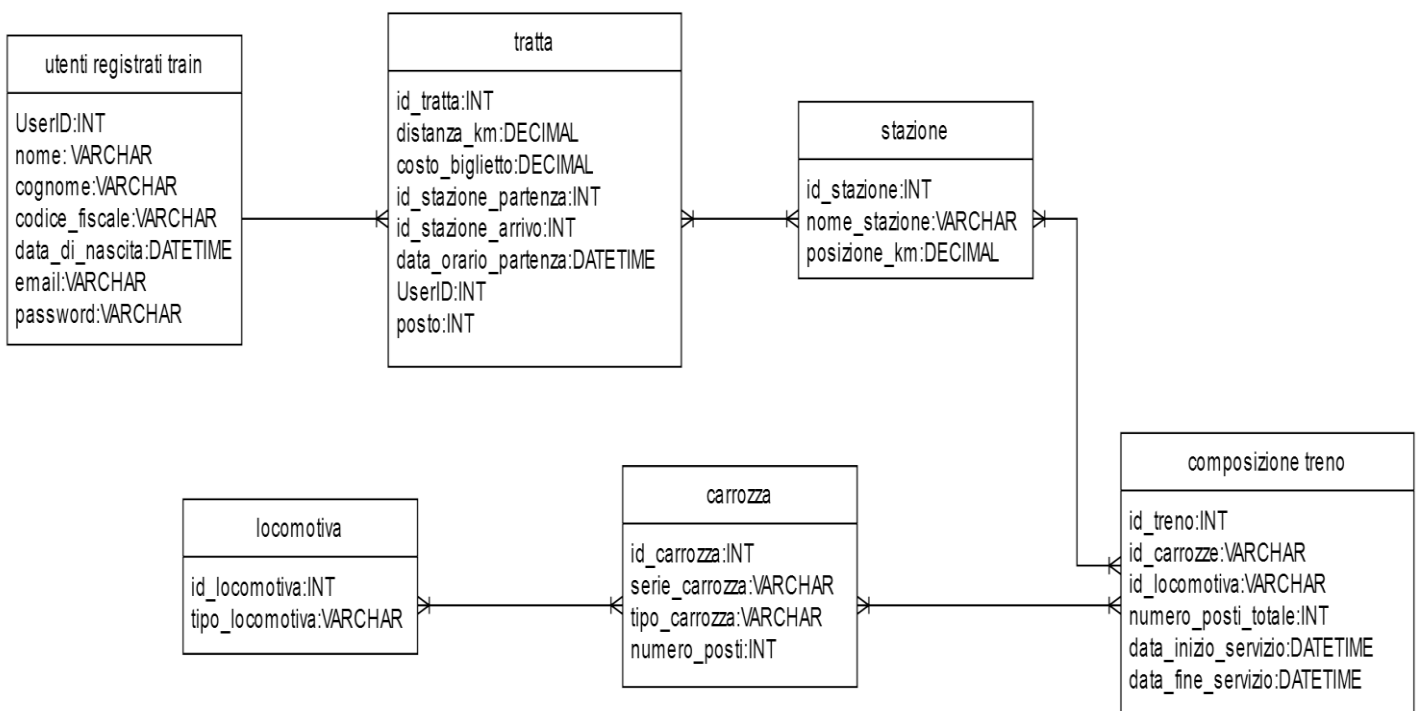 utenti registrati train
UserID:INT
nome: VARCHAR
cognome:VARCHAR
codice_fiscale:VARCHAR
data_di_nascita:DATETIME
email:VARCHAR
password:VARCHAR
tratta
id_tratta:INT
distanza_km:DECIMAL
costo_biglietto:DECIMAL
id_stazione_partenza:INT
id_stazione_arrivo:INT
data_orario_partenza:DATETIME
UserID:INT
posto:INT
stazione
id_stazione:INT
nome_stazione:VARCHAR
posizione_km:DECIMAL
locomotiva
id_locomotiva:INT
tipo_locomotiva:VARCHAR
carrozza
id_carrozza:INT
serie_carrozza:VARCHAR
tipo_carrozza:VARCHAR
numero_posti:INT
composizione treno
id_treno:INT
id_carrozze:VARCHAR
id_locomotiva:VARCHAR
numero_posti_totale:INT
data_inizio_servizio:DATETIME
data_fine_servizio:DATETIME